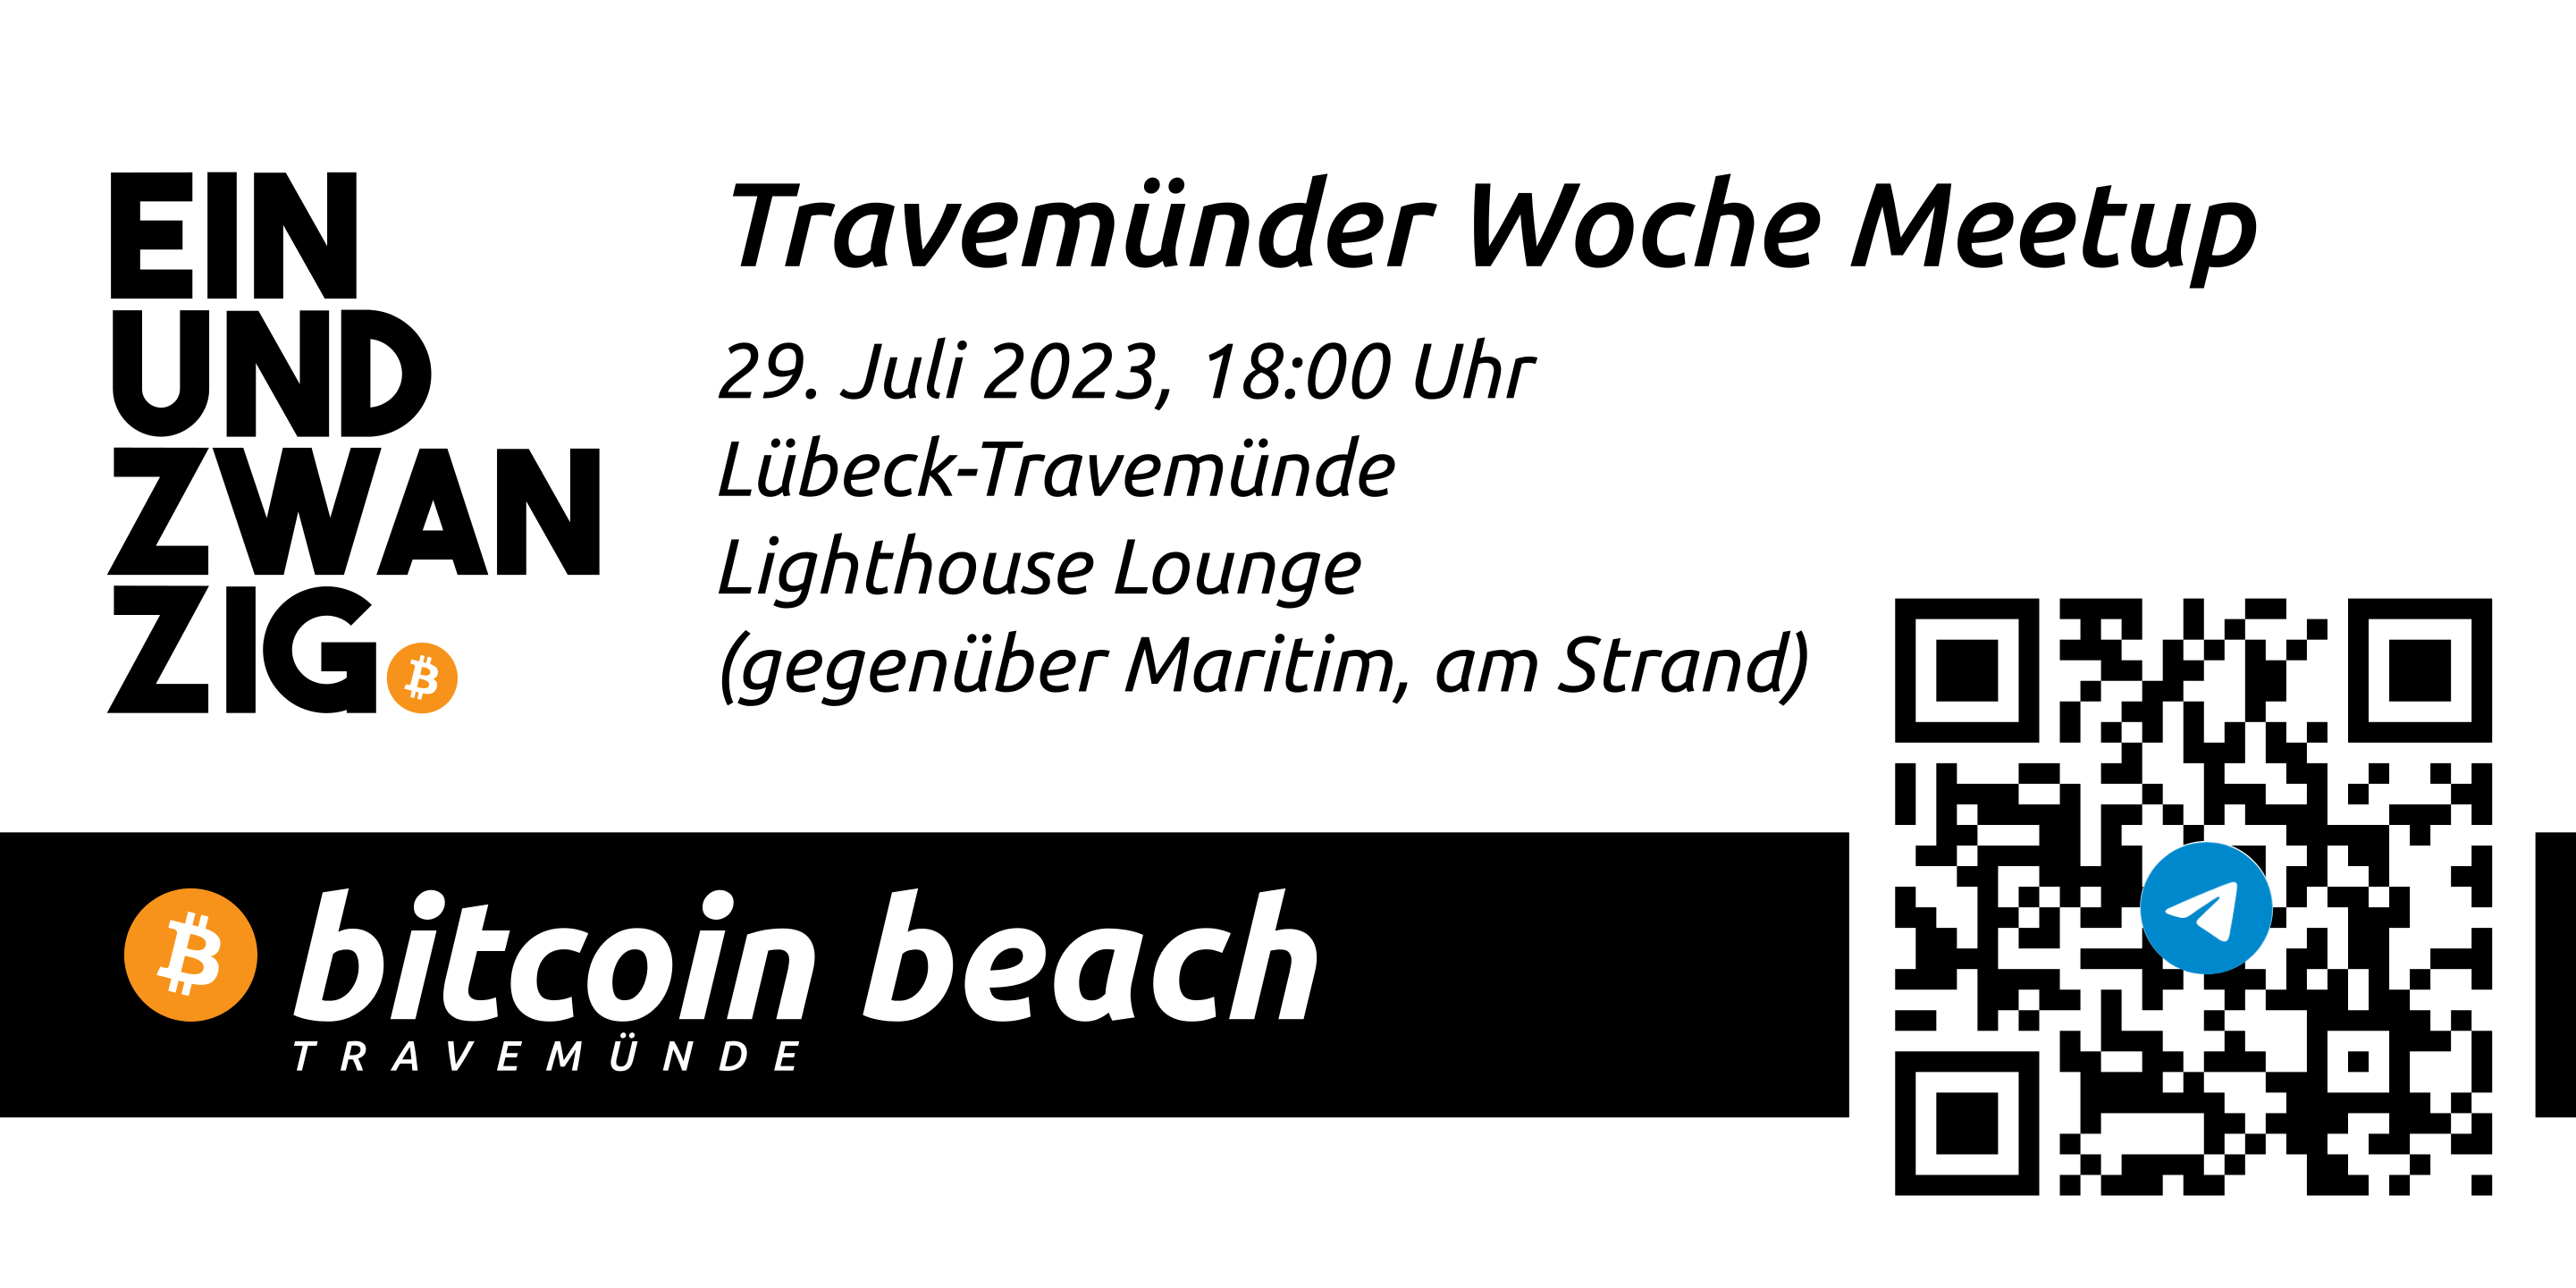 EIN
UND
ZWAN
ZIG
Travemünder Woche Meetup
29. Juli 2023, 18:00 Uhr
Lübeck-Travemünde
Lighthouse Lounge
(gegenüber Maritim, am Strand)
bitcoin beach
TRAVEMÜNDE